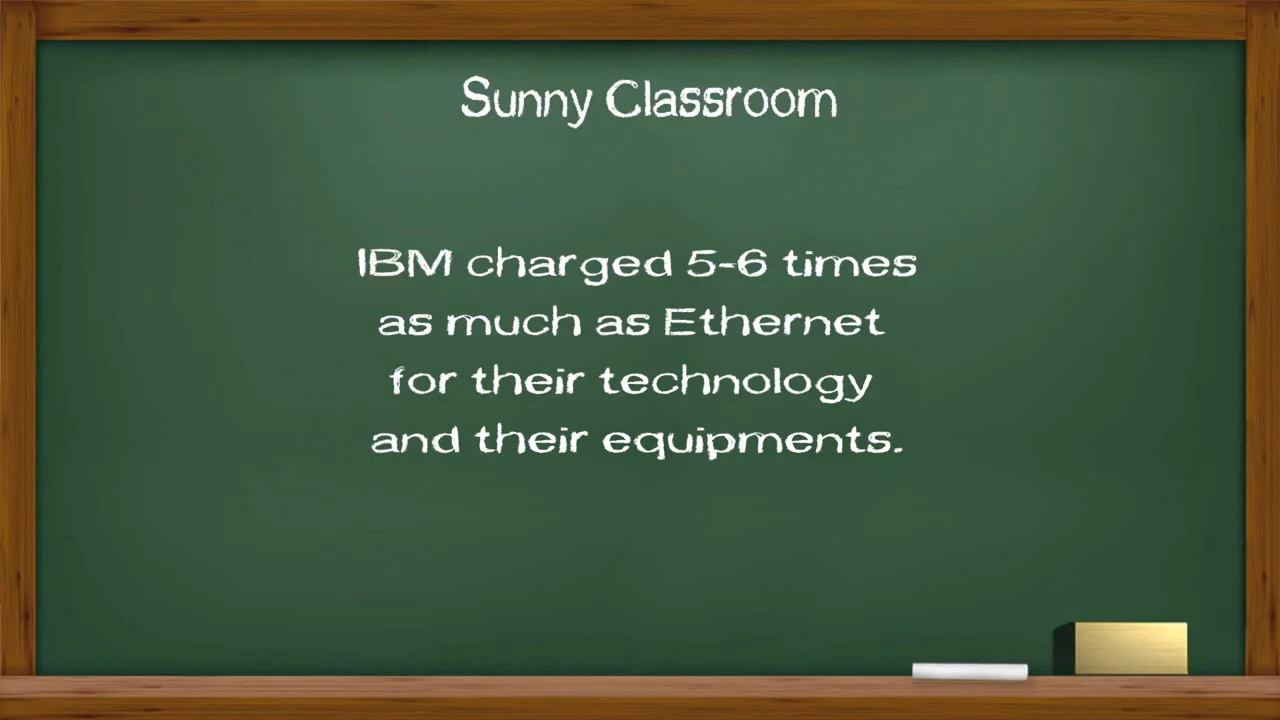 Sunny Classroom
IBM charged 5-6 times
as much as Ethernet
for their technology
and their equipments.